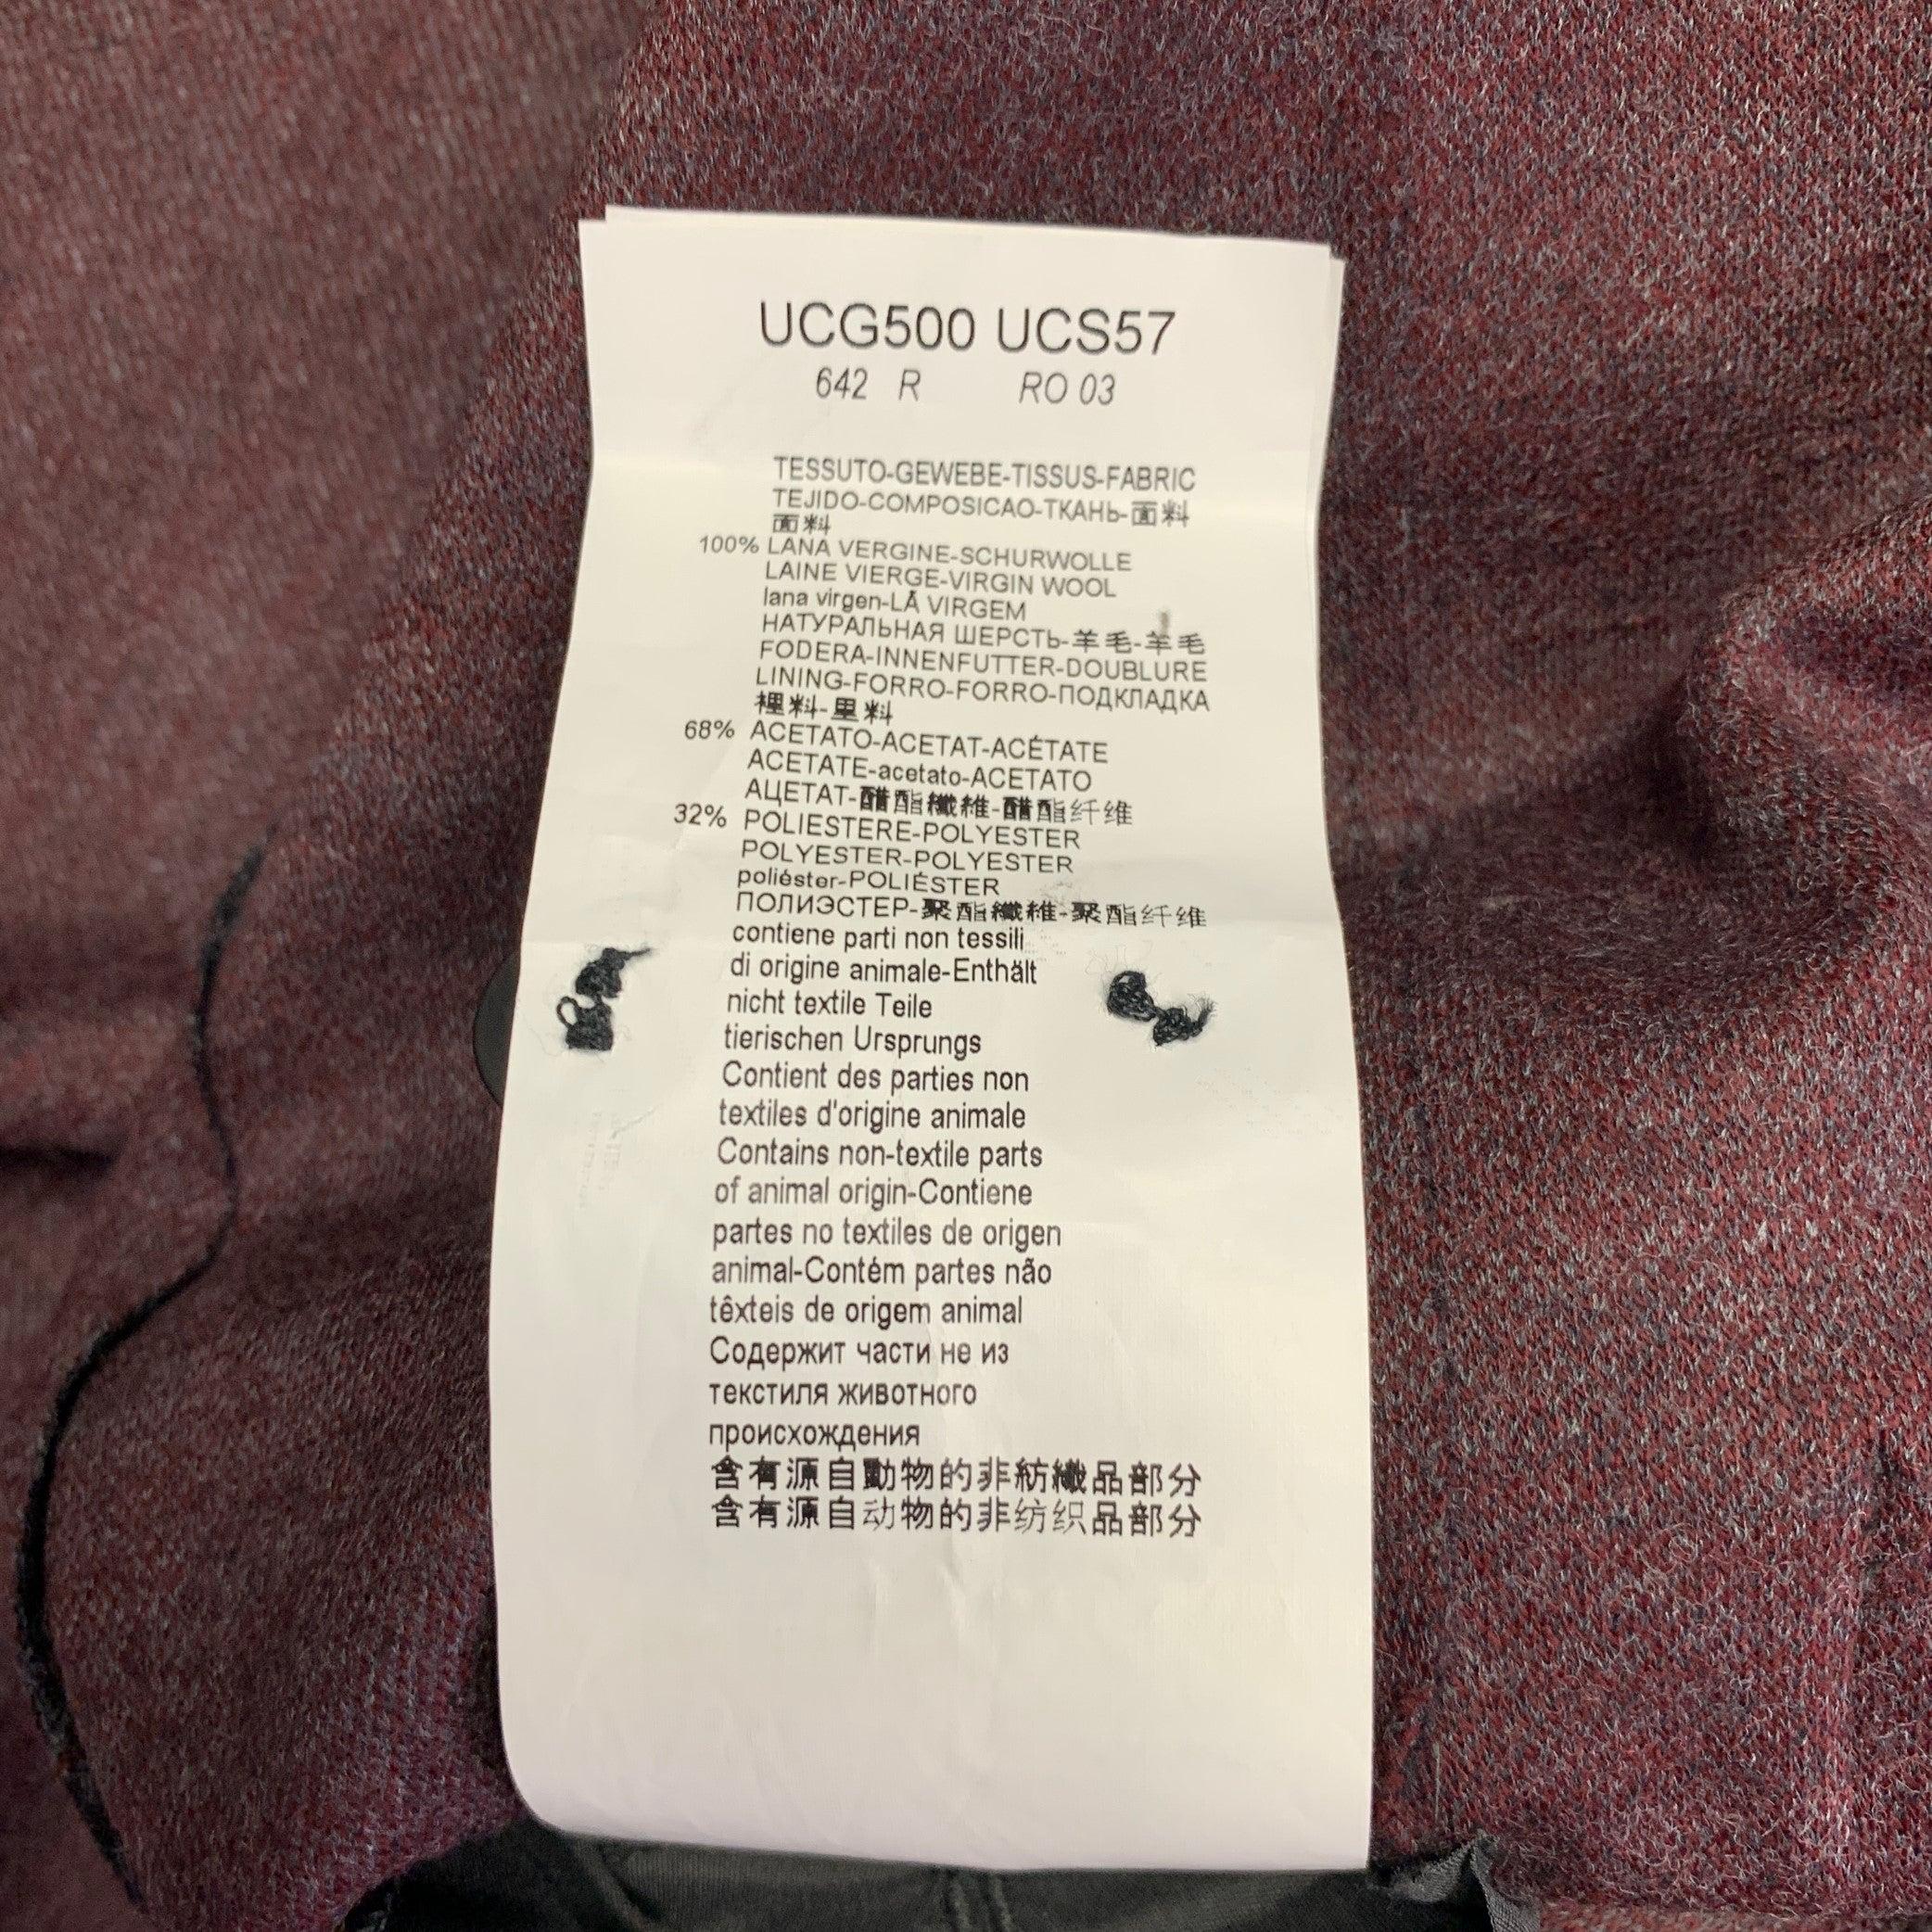 UCG500 UCS57
642 R RO 03
TESSUTO-GEWEBE-TISSUS-FABRIC
TEJIDO-COMPOSICAO-ТКАНЬ-面料
面料
100% LANA VERGINE-SCHURWOLLE
LAINE VIERGE-VIRGIN WOOL
lana virgen-LÃ VIRGEM
НАТУРАЛЬНАЯ ШЕРСТЬ-羊毛-羊毛
FODERA-INNENFUTTER-DOUBLURE
LINING-FORRO-FORRO-ПОДКЛАДКА
裡料-里料
68% ACETATO-ACETAT-ACÉTATE
ACETATE-acetato-ACETATO
АЦЕТАТ-醋酯纖維-醋酯纤维
32% POLIESTERE-POLYESTER
POLYESTER-POLYESTER
poliéster-POLIÉSTER
ПОЛИЭСТЕР-聚酯纖維-聚酯纤维
contiene parti non tessili
di origine animale-Enthält
nicht textile Teile
tierischen Ursprungs
Contient des parties non
textiles d'origine animale
Contains non-textile parts
of animal origin-Contiene
partes no textiles de origen
animal-Contém partes não
têxteis de origem animal
Содержит части не из
текстиля животного
происхождения
含有源自動物的非紡織品部分
含有源自动物的非纺织品部分